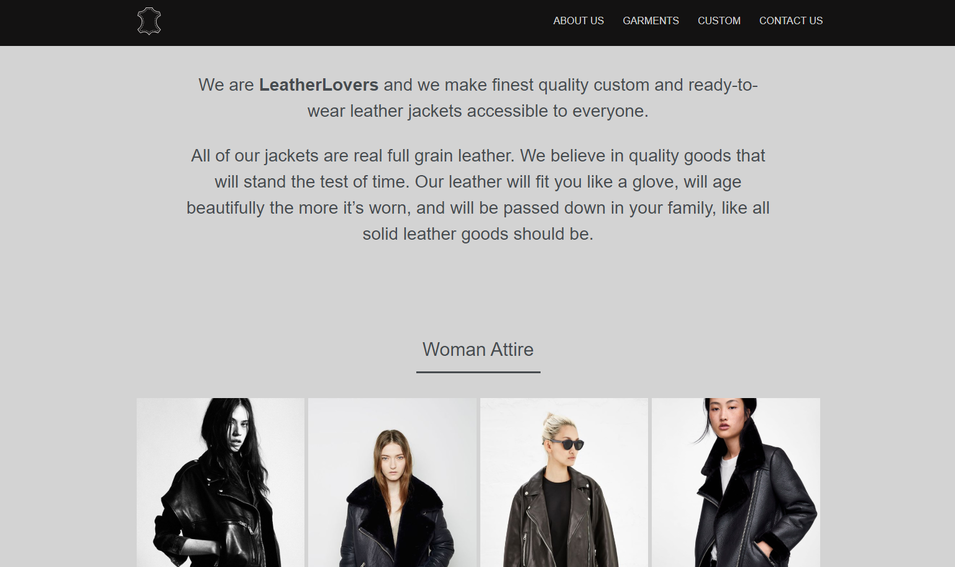 ABOUT US GARMENTS CUSTOM CONTACT US
We are LeatherLovers and we make finest quality custom and ready-to-
wear leather jackets accessible to everyone.
All of our jackets are real full grain leather. We believe in quality goods that
will stand the test of time. Our leather will fit you like a glove, will age
beautifully the more it’s worn, and will be passed down in your family, like all
solid leather goods should be.
Woman Attire